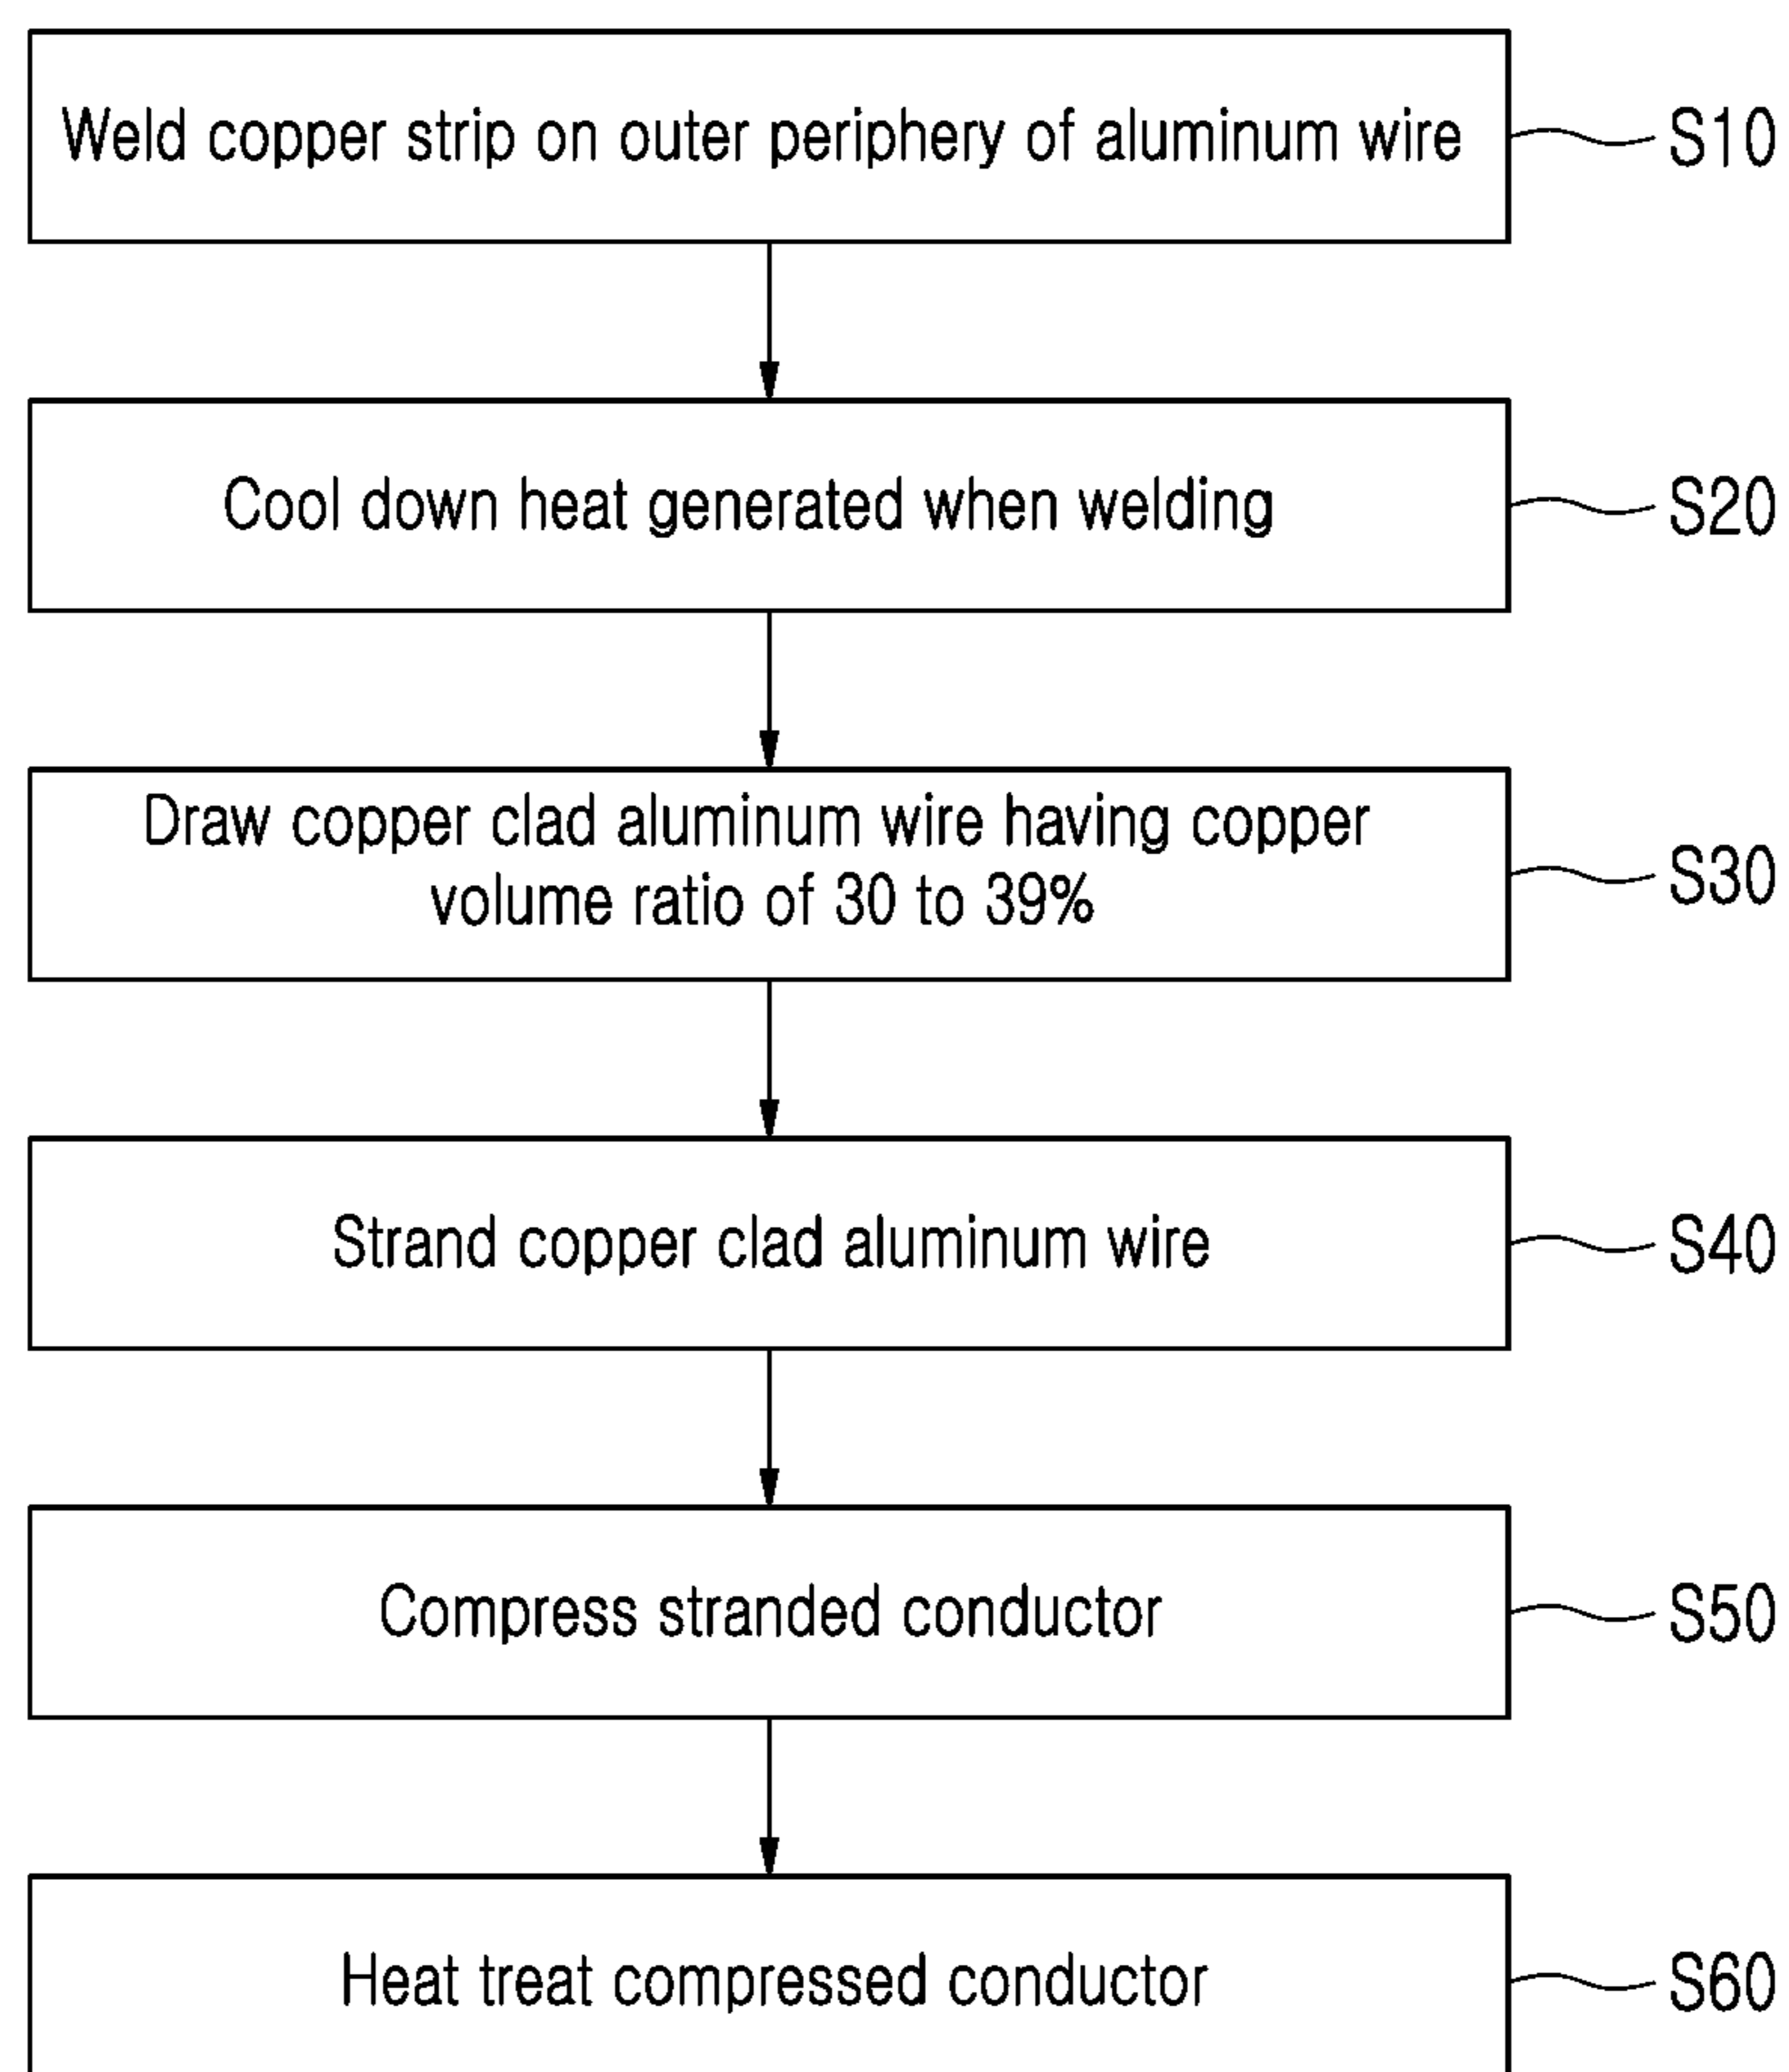 Weld copper strip on outer periphery of aluminum wire
S10
Cool down heat generated when welding
S20
Draw copper clad aluminum wire having copper
volume ratio of 30 to 39%
S30
Strand copper clad aluminum wire
S40
Compress stranded conductor
S50
Heat treat compressed conductor
S60